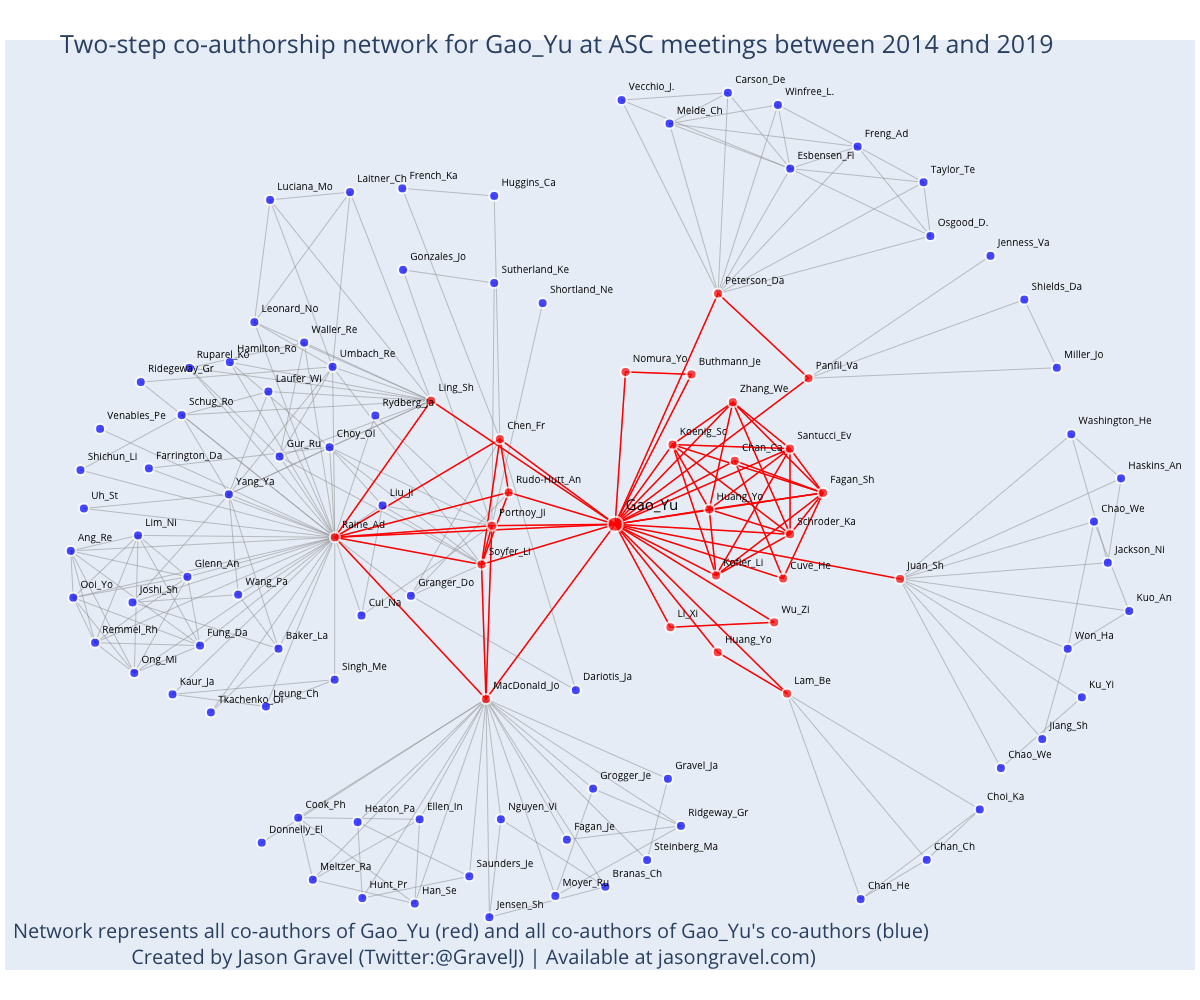 Two-step co-authorship network for Gao_Yu at ASC meetings between 2014 and 2019
Vecchio_J.
Carson_De
Winfree_L.
Melde_Ch
Freng_Ad
Esbensen_Fi
Taylor_Te
Osgood_D.
Luciana_Mo
Laitner_Ch
French_Ka
Huggins_Ca
Jenness_Va
Gonzales_Jo
Sutherland_Ke
Peterson_Da
Shields_Da
Shortland_Ne
Leonard_No
Waller_Re
Hamilton_Ro
Ruparel_Ko
Umbach_Re
Nomura_Yo
Buthmann_Je
Panfil_Va
Miller_Jo
Ridgeway_Gr
Laufer_Wi
Ling_Sh
Zhang_We
Schug_Ro
Rydberg_Ja
Venables_Pe
Chen_Fr
Koenig_Sc
Santucci_Ev
Washington_He
Gur_Ru
Choy_Ol
Chan_Ca
Shichun_Li
Farrington_Da
Haskins_An
Rudo-Hutt_An
Fagan_Sh
Yang_Ya
Liu_Ji
Huang_Yo
Uh_St
Gao_Yu
Portnoy_Ji
Chao_We
Lim_Ni
Raine_Ad
Schroder_Ka
Ang_Re
Soyfer_Li
Kofler_Li
Cuve_He
Juan_Sh
Jackson_Ni
Glenn_An
Ooi_Yo
Joshi_Sh
Wang_Pa
Granger_Do
Cui_Na
Li_Xi
Wu_Zi
Kuo_An
Remmel_Rh
Fung_Da
Baker_La
Huang_Yo
Won_Ha
Ong_Mi
Singh_Me
Kaur_Ja
Tkachenko_Ol
Leung_Ch
MacDonald_Jo
Dariotis_Ja
Lam_Be
Ku_Yi
Jiang_Sh
Chao_We
Gravel_Ja
Grogger_Je
Cook_Ph
Heaton_Pa
Ellen_In
Nguyen_Vi
Choi_Ka
Donnelly_El
Fagan_Je
Ridgeway_Gr
Steinberg_Ma
Chan_Ch
Meltzer_Ra
Saunders_Je
Branas_Ch
Hunt_Pr
Han_Se
Moyer_Ru
Chan_He
Jensen_Sh
Network represents all co-authors of Gao_Yu (red) and all co-authors of Gao_Yu's co-authors (blue)
Created by Jason Gravel (Twitter:@GravelJ) | Available at jasongravel.com)